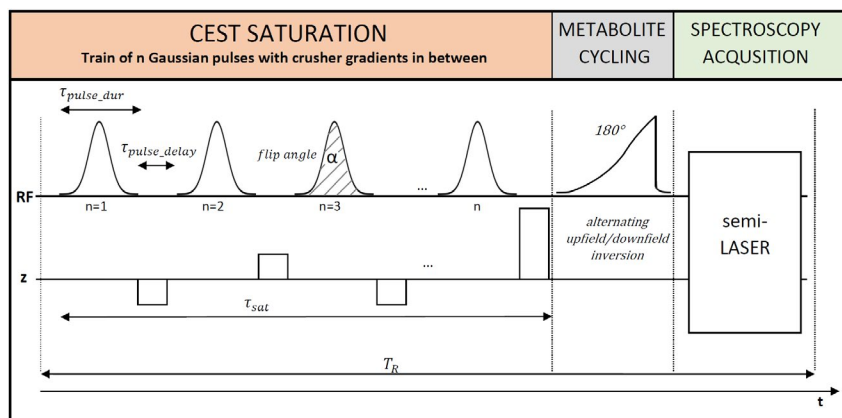 CEST SATURATION
Train of n Gaussian pulses with crusher gradients in between
METABOLITE
CYCLING
SPECTROSCOPY
ACQUSITION
τpulse_dur
τpulse_delay
flip angle
α
180°
...
RF
n=1
n=2
n=3
n
alternating
upfield/downfield
inversion
semi-
LASER
...
z
τsat
TR
t